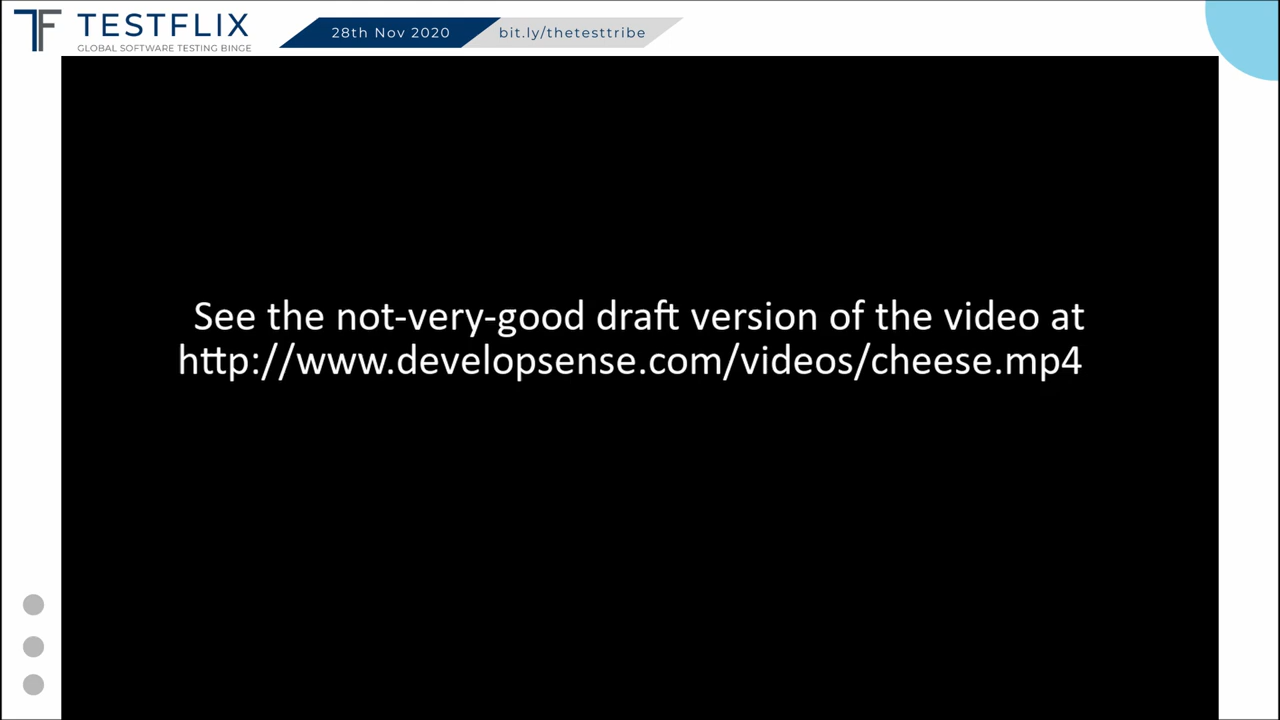 TF TESTFLIX
GLOBAL SOFTWARE TESTING BINGE
28th Nov 2020
bit.ly/thetesttribe
See the not-very-good draft version of the video at
http://www.developsense.com/videos/cheese.mp4